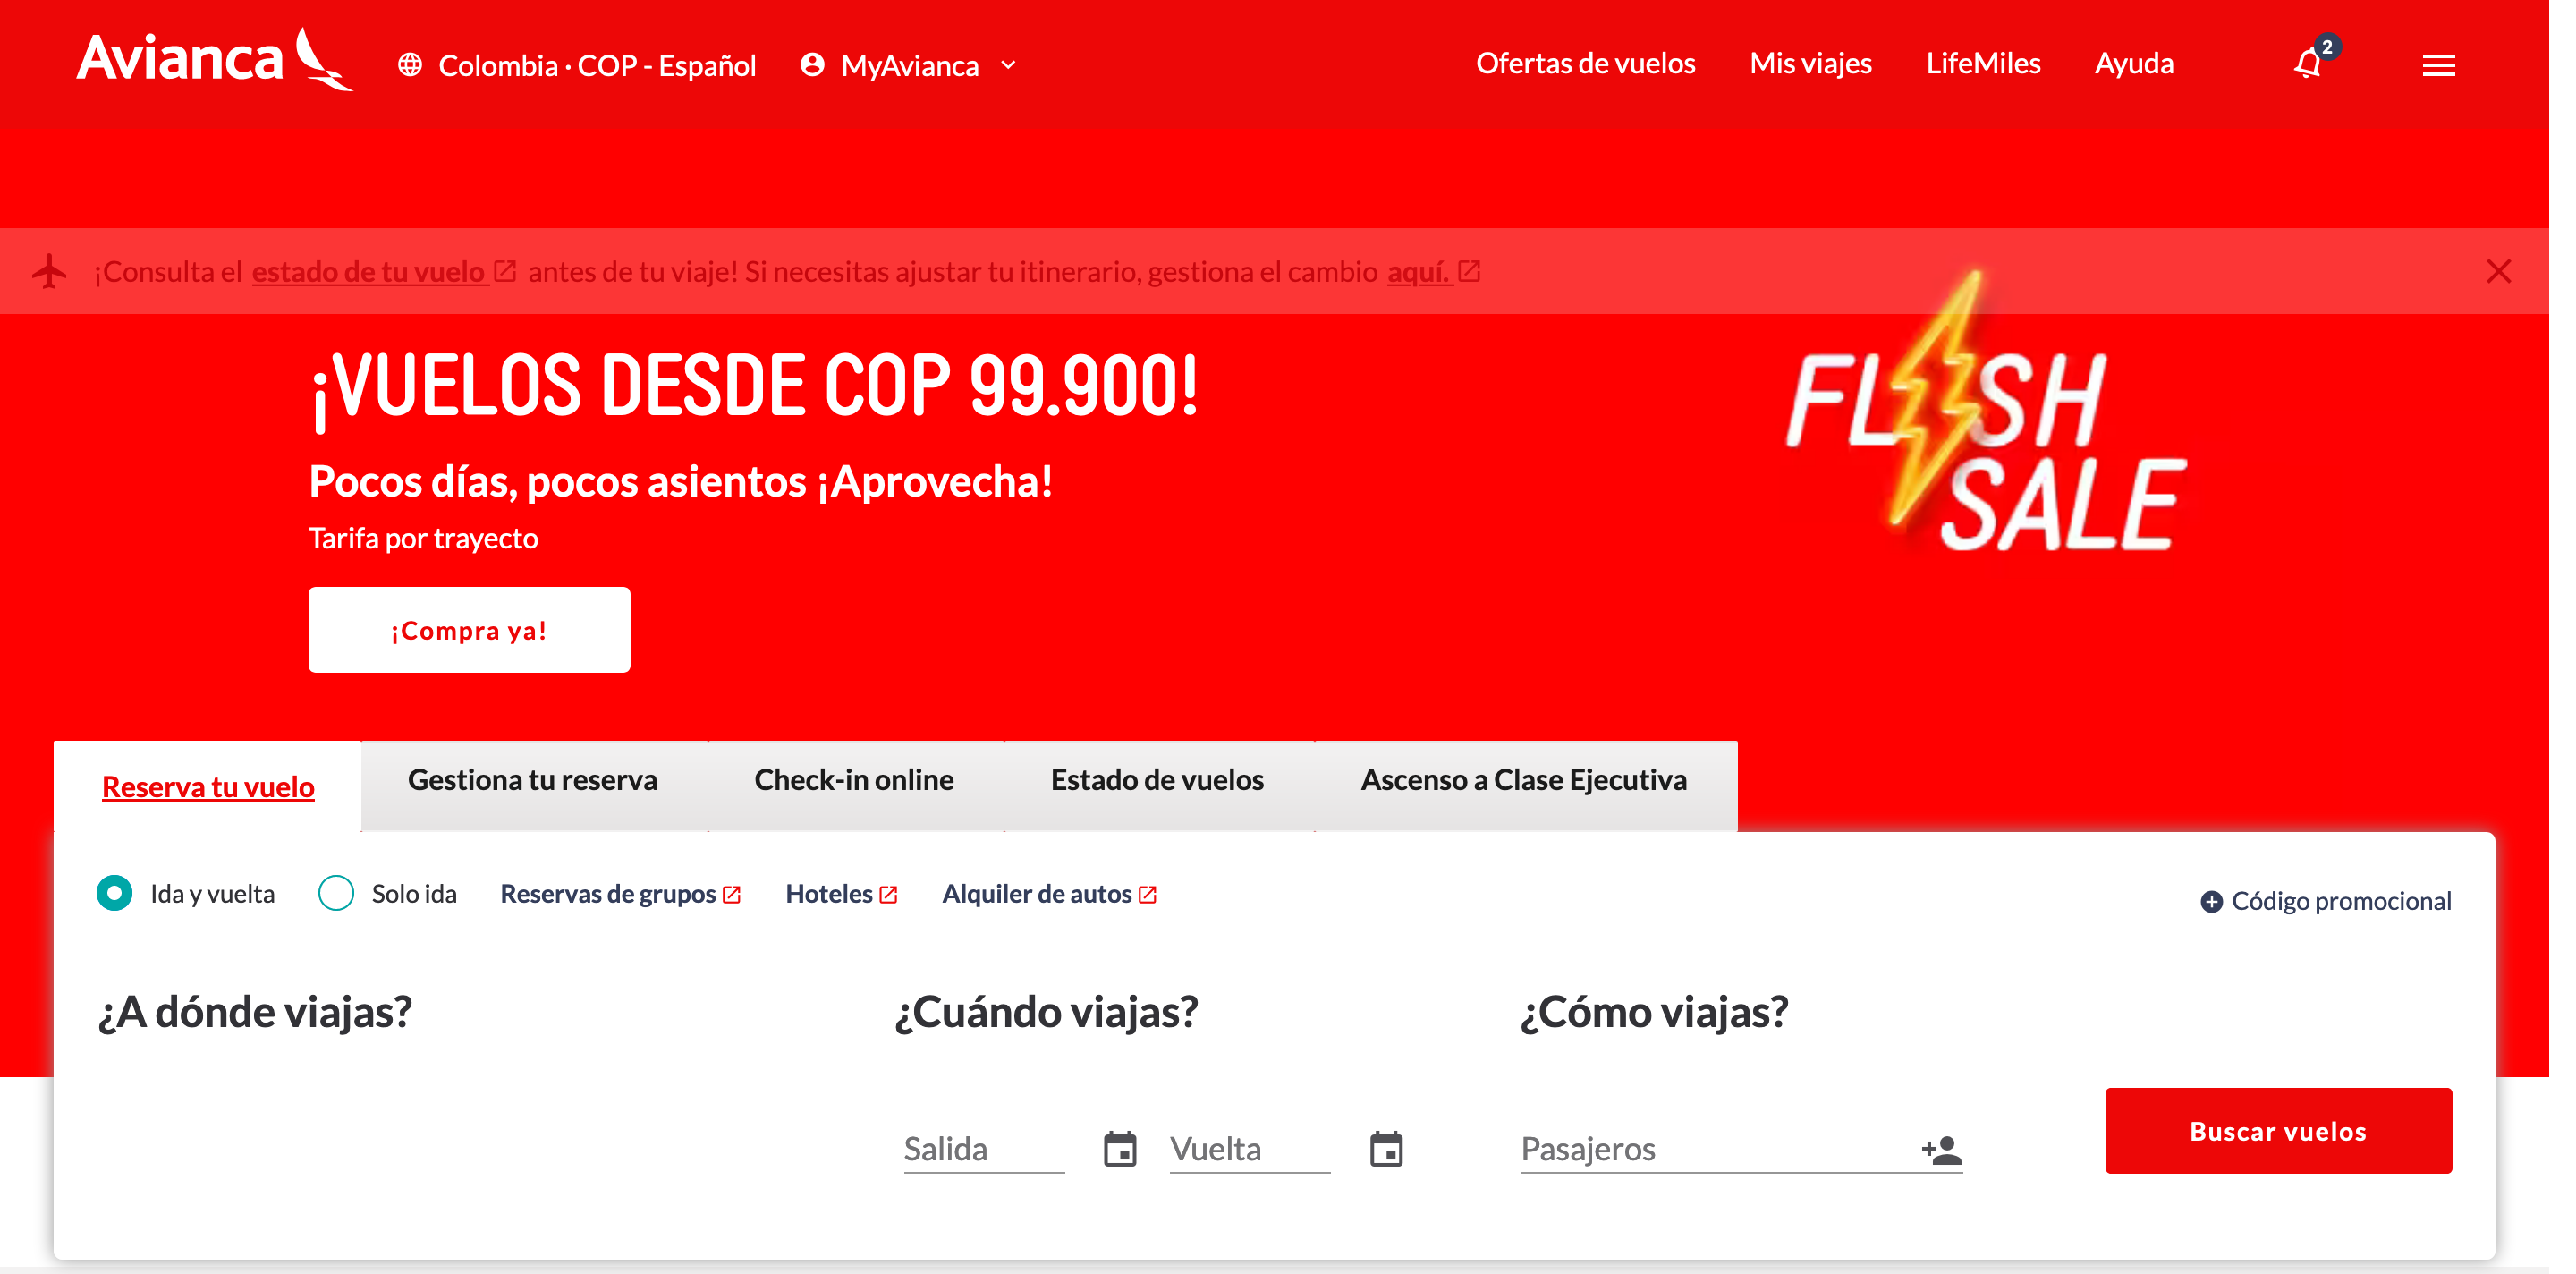 Avianca
Colombia · COP - Español
MyAvianca
Ofertas de vuelos
Mis viajes
LifeMiles
Ayuda
2
¡Consulta el estado de tu vuelo antes de tu viaje! Si necesitas ajustar tu itinerario, gestiona el cambio aquí.
¡VUELOS DESDE COP 99.900!
Pocos días, pocos asientos ¡Aprovecha!
Tarifa por trayecto
¡Compra ya!
FLASH
SALE
Reserva tu vuelo
Gestiona tu reserva
Check-in online
Estado de vuelos
Ascenso a Clase Ejecutiva
Ida y vuelta
Solo ida
Reservas de grupos
Hoteles
Alquiler de autos
Código promocional
¿A dónde viajas?
¿Cuándo viajas?
¿Cómo viajas?
Salida
Vuelta
Pasajeros
Buscar vuelos